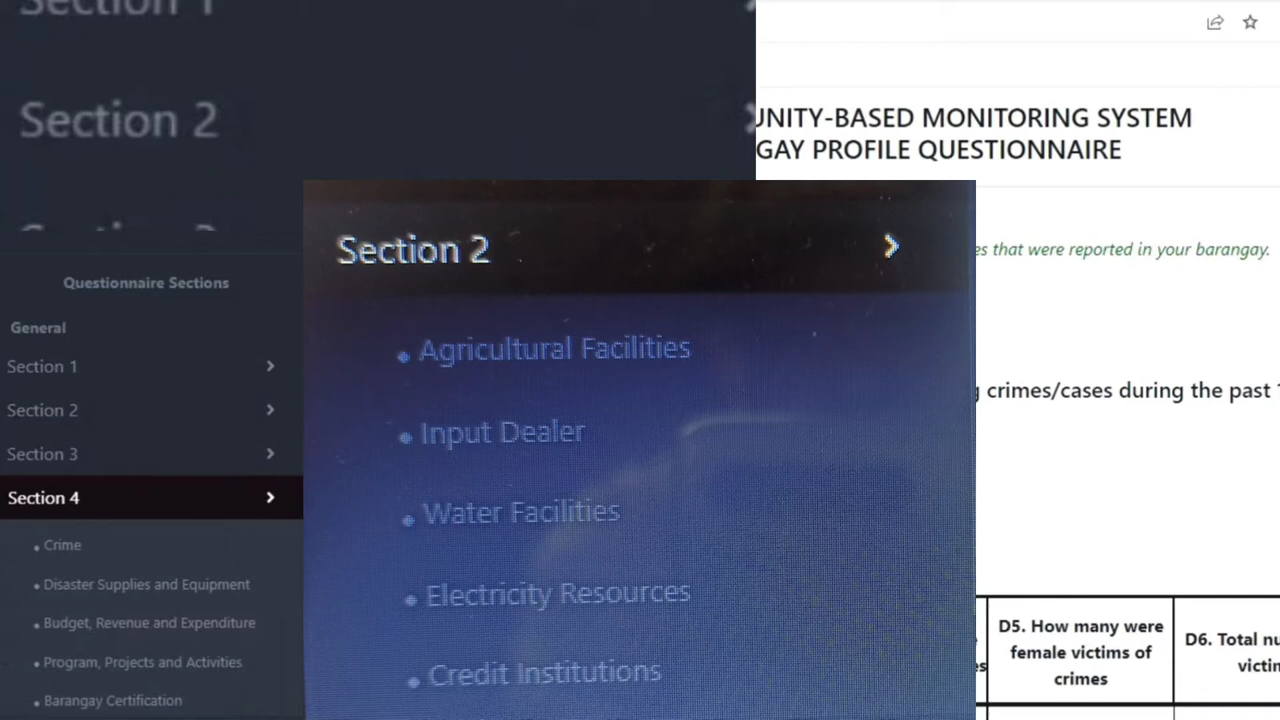 Section 1
Section 2
UNITY-BASED MONITORING SYSTEM
GAY PROFILE QUESTIONNAIRE
Questionnaire Sections
General
Section 1
Section 2
Section 3
Section 4
• Crime
• Disaster Supplies and Equipment
• Budget, Revenue and Expenditure
• Program, Projects and Activities
• Barangay Certification
Section 2
• Agricultural Facilities
• Input Dealer
• Water Facilities
• Electricity Resources
• Credit Institutions
es that were reported in your barangay.
g crimes/cases during the past 1
D5. How many were
female victims of
crimes
D6. Total nu
victin